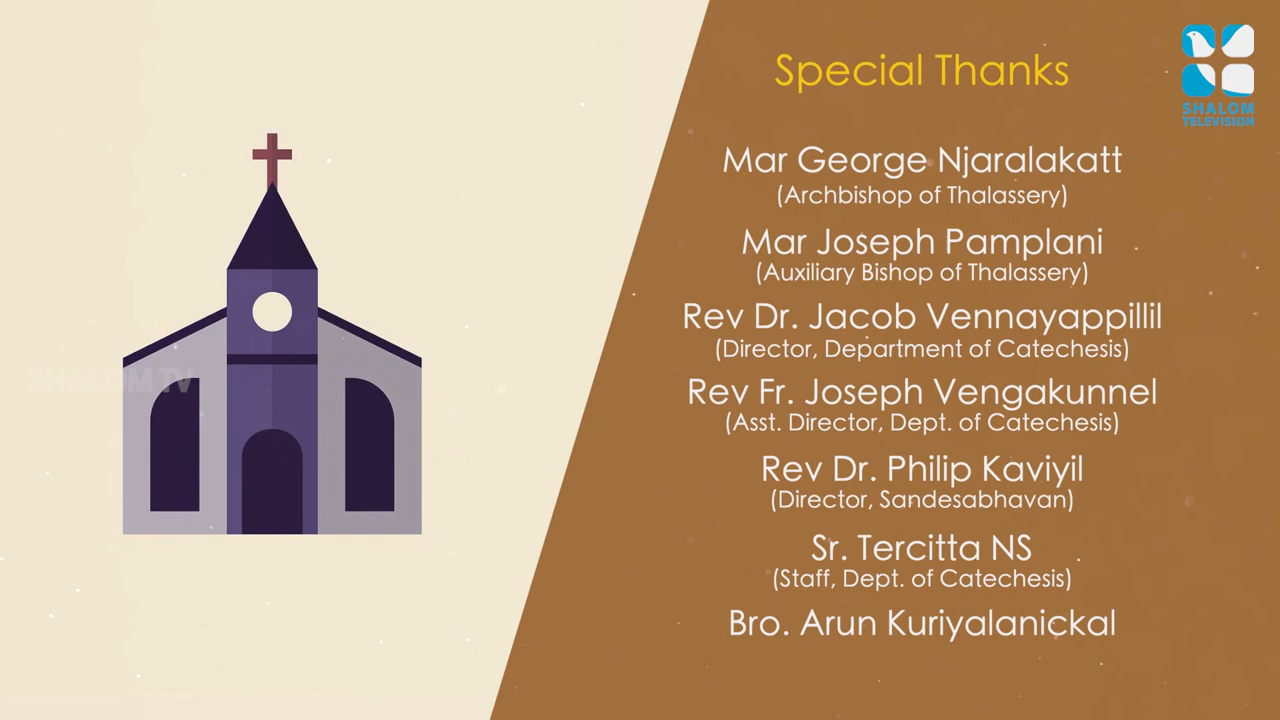 Special Thanks
SHALOM
TELEVISION
Mar George Njaralakatt
(Archbishop of Thalassery)
Mar Joseph Pamplani
(Auxiliary Bishop of Thalassery)
Rev Dr. Jacob Vennayappillil
(Director, Department of Catechesis)
SHALOM TV
Rev Fr. Joseph Vengakunnel
(Asst. Director, Dept. of Catechesis)
Rev Dr. Philip Kaviyil
(Director, Sandesabhavan)
Sr. Tercitta NS
(Staff, Dept. of Catechesis)
Bro. Arun Kuriyalanickal